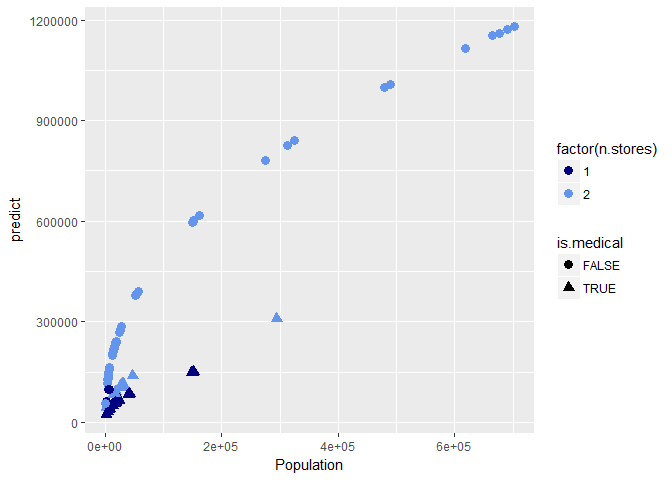 1200000
900000
600000
300000
0
0e+00 2e+05 4e+05 6e+05
Population
predict
factor(n.stores)
1
2
is.medical
FALSE
TRUE